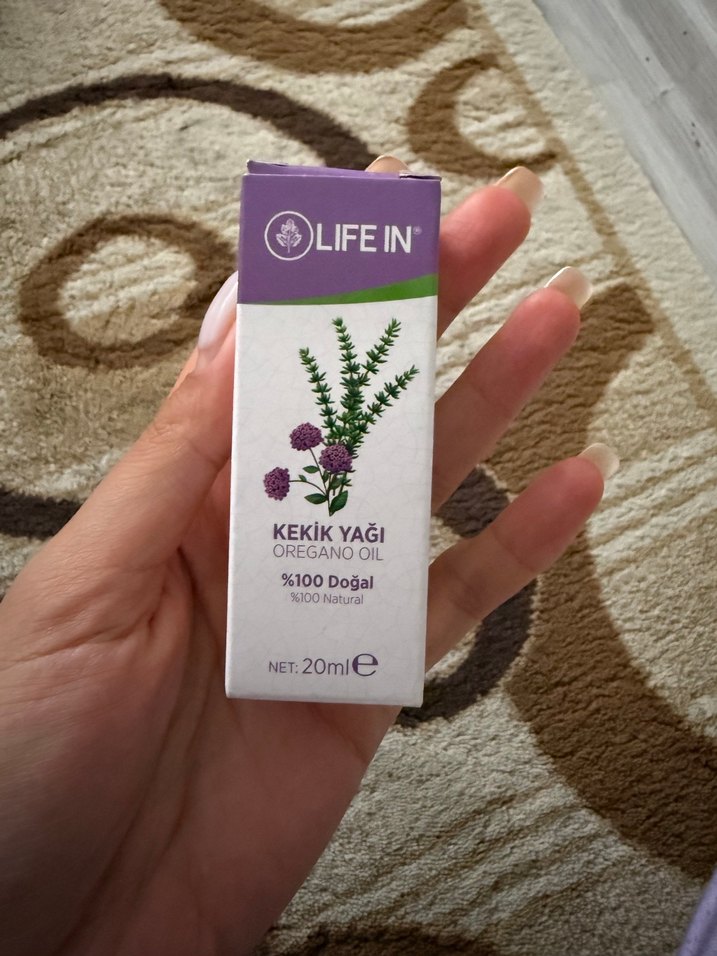 LIFE IN®
KEKİK YAĞI
OREGANO OIL
%100 Doğal
%100 Natural
NET: 20ml ℮